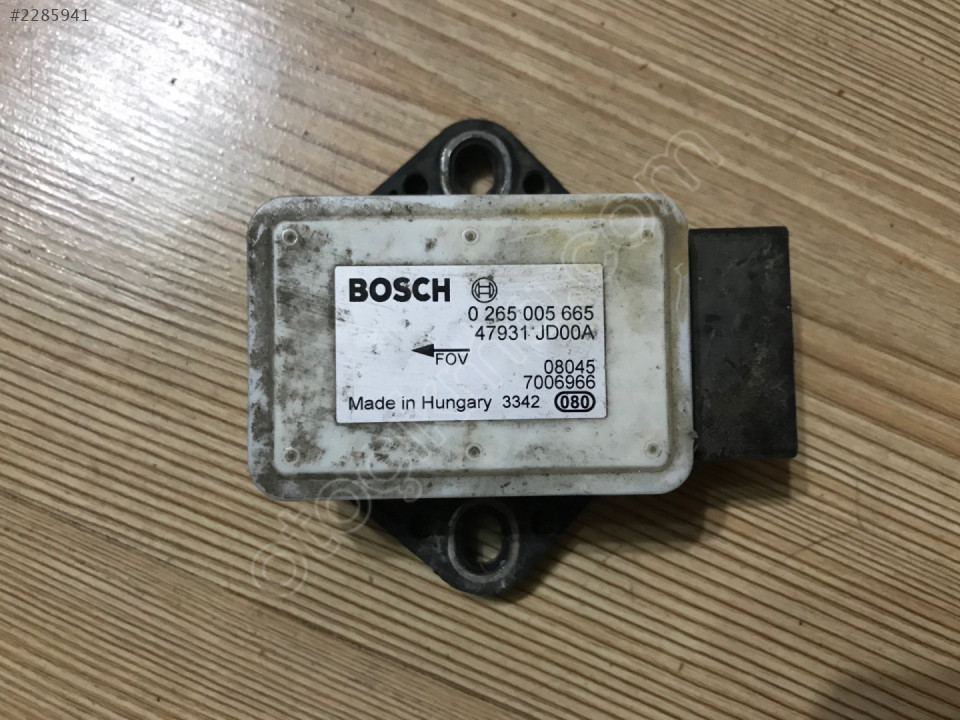 #2285941
BOSCH
0 265 005 665
47931 JD00A
FOV
08045
7006966
Made in Hungary 3342 080